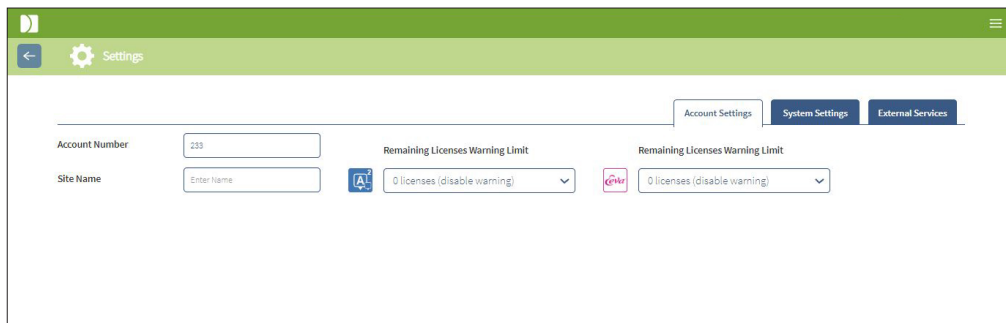 Settings
Account Settings System Settings External Services
Account Number 233
Remaining Licenses Warning Limit Remaining Licenses Warning Limit
Site Name Enter Name 0 licenses (disable warning) 0 licenses (disable warning)